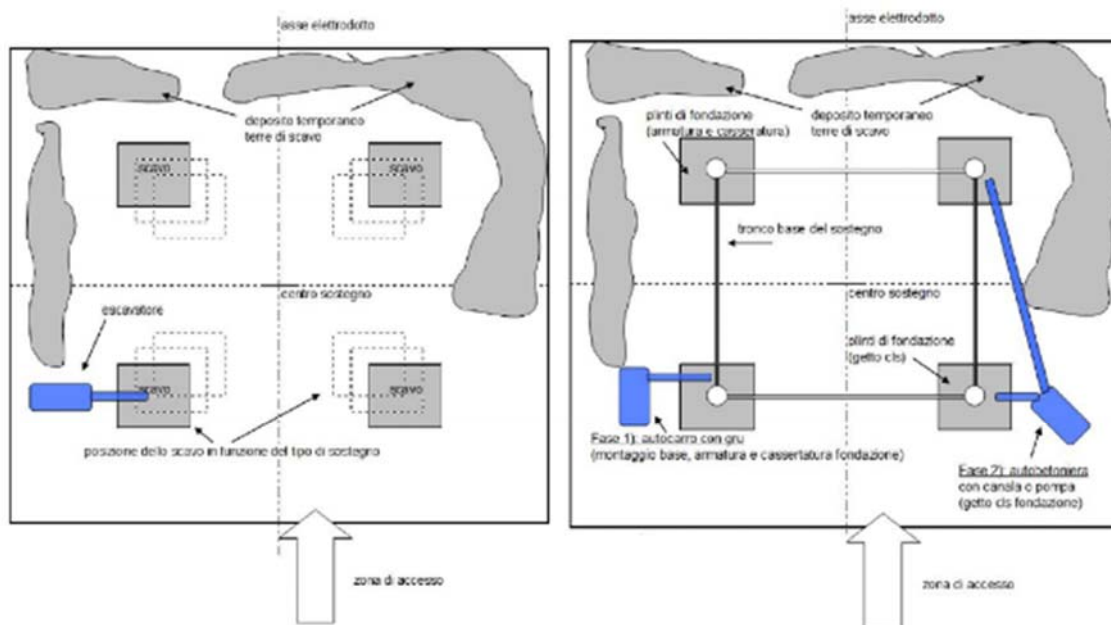 asse elettrodotto
deposito temporaneo
terre di scavo
scavo
scavo
centro sostegno
escavatore
scavo
scavo
posizione dello scavo in funzione del tipo di sostegno
zona di accesso
asse elettrodotto
plinti di fondazione
(armatura e casseratura)
deposito temporaneo
terre di scavo
tronco base del sostegno
centro sostegno
plinti di fondazione
(getto cls)
Fase 1): autocarro con gru
(montaggio base, armatura e cassertatura fondazione)
Fase 2): autobetoniera
con canala o pompa
(getto cls fondazione)
zona di accesso